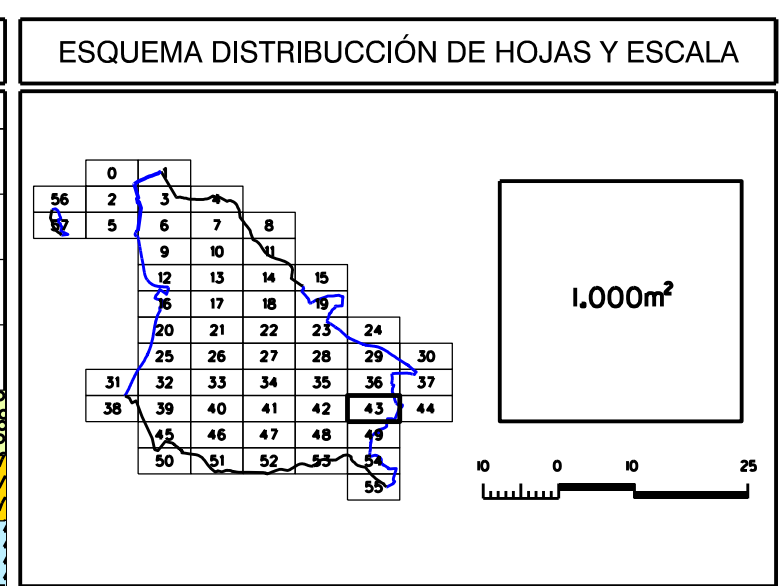 ESQUEMA DISTRIBUCCIÓN DE HOJAS Y ESCALA
0 1
56 2 3 4
57 5 6 7 8
9 10 11
12 13 14 15
16 17 18 19
20 21 22 23 24
25 26 27 28 29 30
31 32 33 34 35 36 37
38 39 40 41 42 43 44
45 46 47 48 49
50 51 52 53 54
55
1.000m²
10 0 10 25